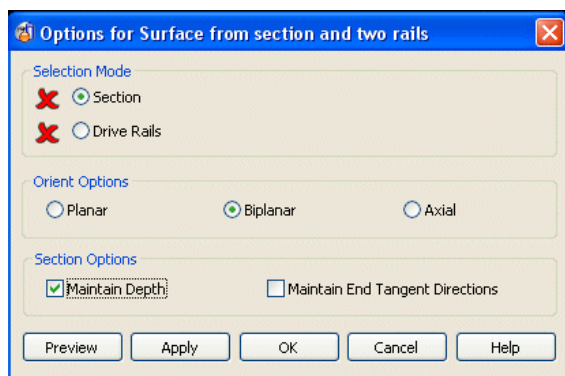 Options for Surface from section and two rails
Selection Mode
Section
Drive Rails
Orient Options
Planar Biplanar Axial
Section Options
Maintain Depth Maintain End Tangent Directions
Preview Apply OK Cancel Help